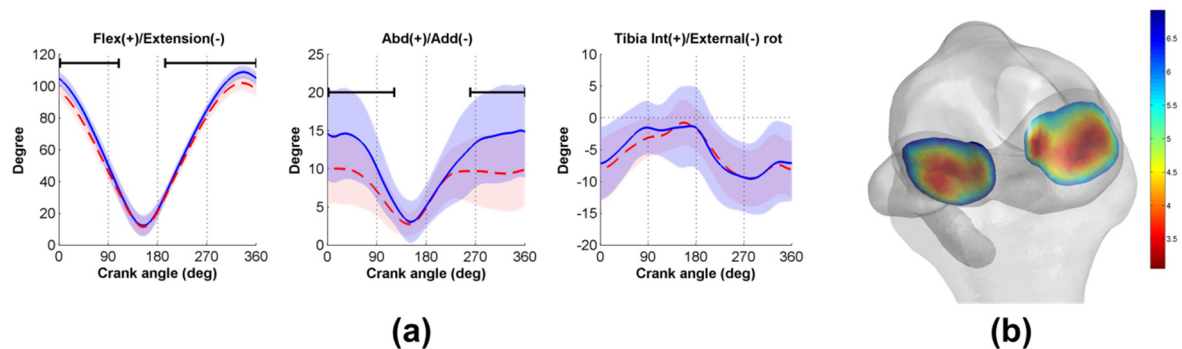 Flex(+)/Extension(-)
Degree
120
100
80
60
40
20
0
0 90 180 270 360
Crank angle (deg)
Abd(+)/Add(-)
Degree
25
20
15
10
5
0
0 90 180 270 360
Crank angle (deg)
Tibia Int(+)/External(-) rot
Degree
10
5
0
-5
-10
-15
-20
0 90 180 270 360
Crank angle (deg)
6.5
6
5.5
5
4.5
4
3.5
(a)
(b)